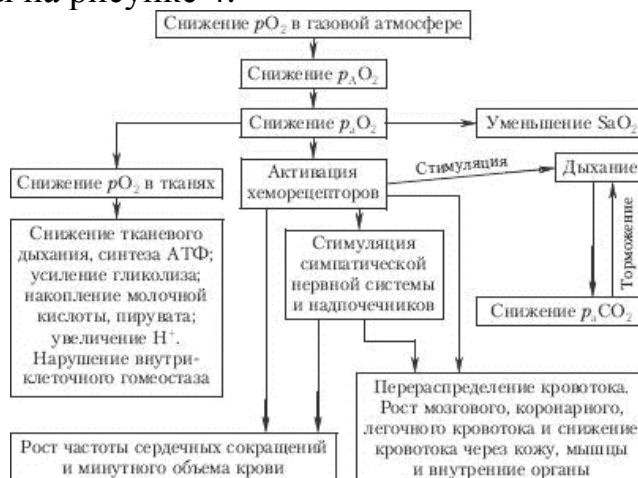 на рисунке 4.
Снижение pO₂ в газовой атмосфере
Снижение pAO₂
Снижение paO₂
Уменьшение SaO₂
Снижение pO₂ в тканях
Активация
хеморецепторов
Стимуляция
Дыхание
Торможение
Снижение paCO₂
Снижение тканевого
дыхания, синтеза АТФ;
усиление гликолиза;
накопление молочной
кислоты, пирувата;
увеличение H⁺.
Нарушение внутри-
клеточного гомеостаза
Стимуляция
симпатической
нервной системы
и надпочечников
Рост частоты сердечных сокращений
и минутного объема крови
Перераспределение кровотока.
Рост мозгового, коронарного,
легочного кровотока и снижение
кровотока через кожу, мышцы
и внутренние органы